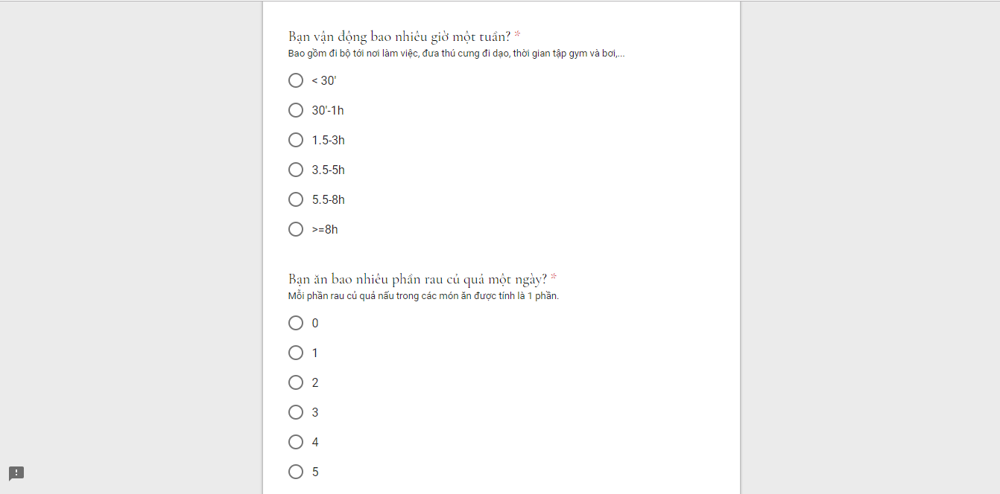 Bạn vận động bao nhiêu giờ một tuần? *
Bao gồm đi bộ tới nơi làm việc, đưa thú cưng đi dạo, thời gian tập gym và bơi,...
< 30'
30'-1h
1.5-3h
3.5-5h
5.5-8h
>=8h
Bạn ăn bao nhiêu phần rau củ quả một ngày? *
Mỗi phần rau củ quả nấu trong các món ăn được tính là 1 phần.
0
1
2
3
4
5